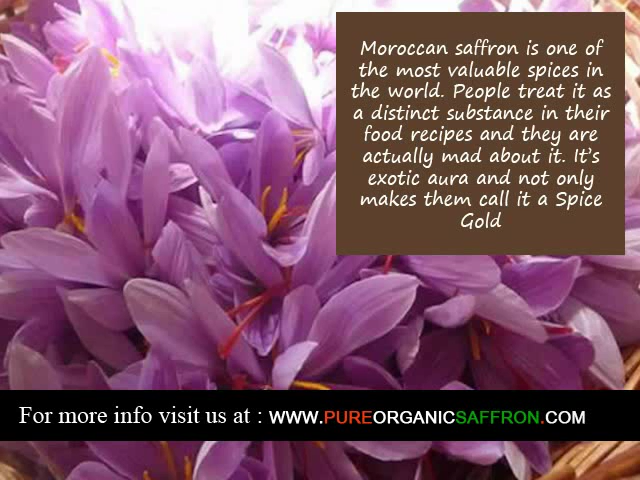 Moroccan saffron is one of
the most valuable spices in
the world. People treat it as
a distinct substance in their
food recipes and they are
actually mad about it. It's
exotic aura and not only
makes them call it a Spice
Gold
For more info visit us at : WWW.PUREORGANICSAFFRON.COM